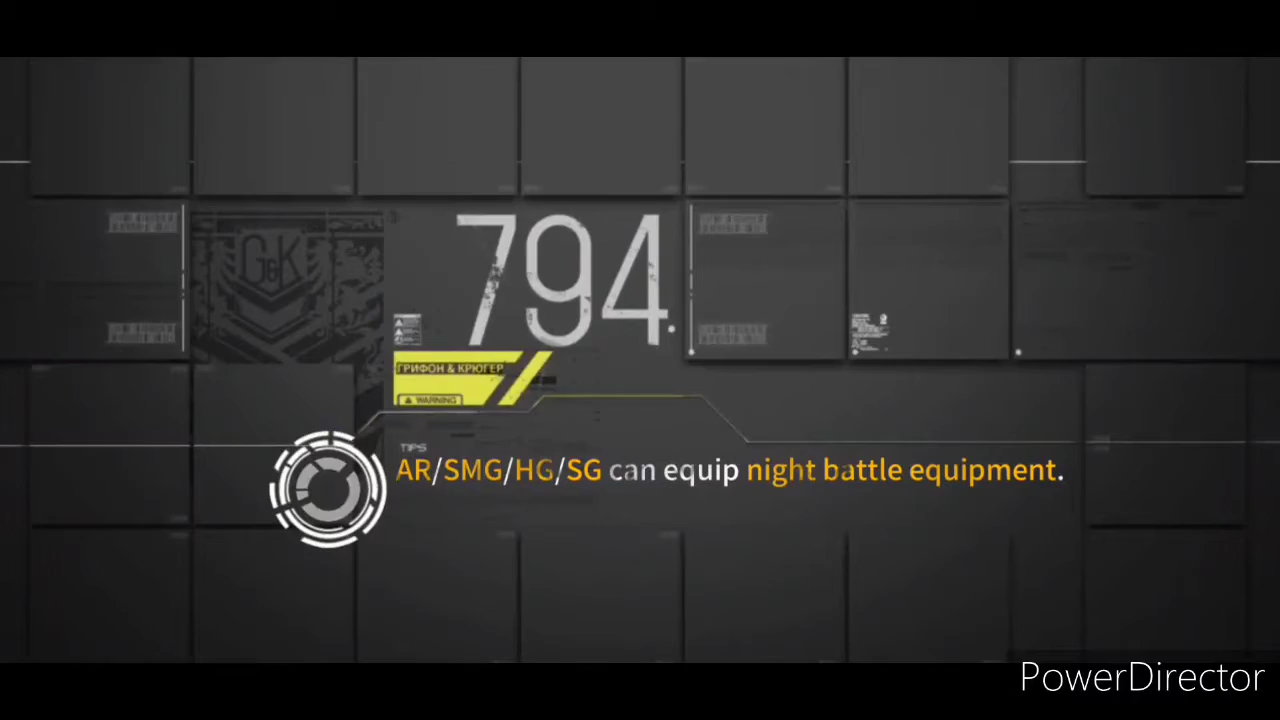 G&K
794.
ГРИФОН & КРЮГЕР
WARNING
TIPS
AR/SMG/HG/SG can equip night battle equipment.
PowerDirector